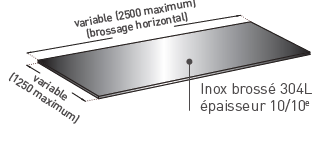 variable (2500 maximum)
(brossage horizontal)
variable
(1250 maximum)
Inox brossé 304L
épaisseur 10/10ᵉ